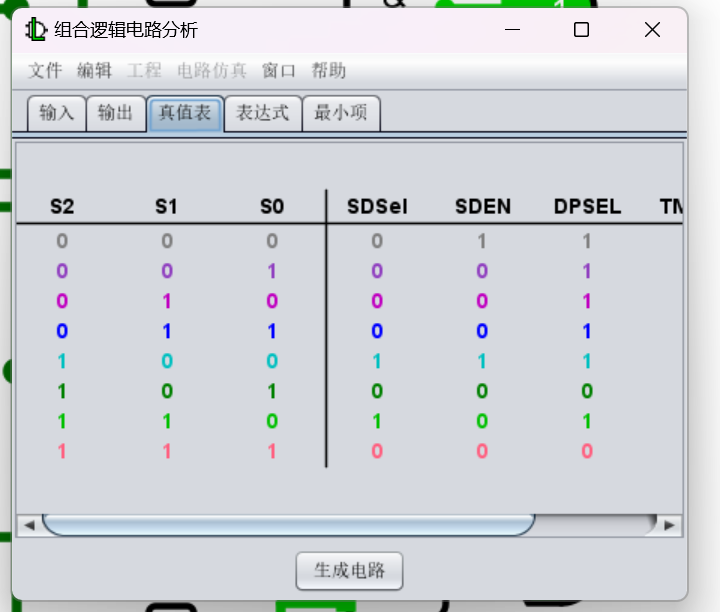 组合逻辑电路分析
文件 编辑 工程 电路仿真 窗口 帮助
输入 输出 真值表 表达式 最小项
S2 S1 S0 SDSel SDEN DPSEL
0 0 0 0 1 1
0 0 1 0 0 1
0 1 0 0 0 1
0 1 1 0 0 1
1 0 0 1 1 1
1 0 1 0 0 0
1 1 0 1 0 1
1 1 1 0 0 0
生成电路